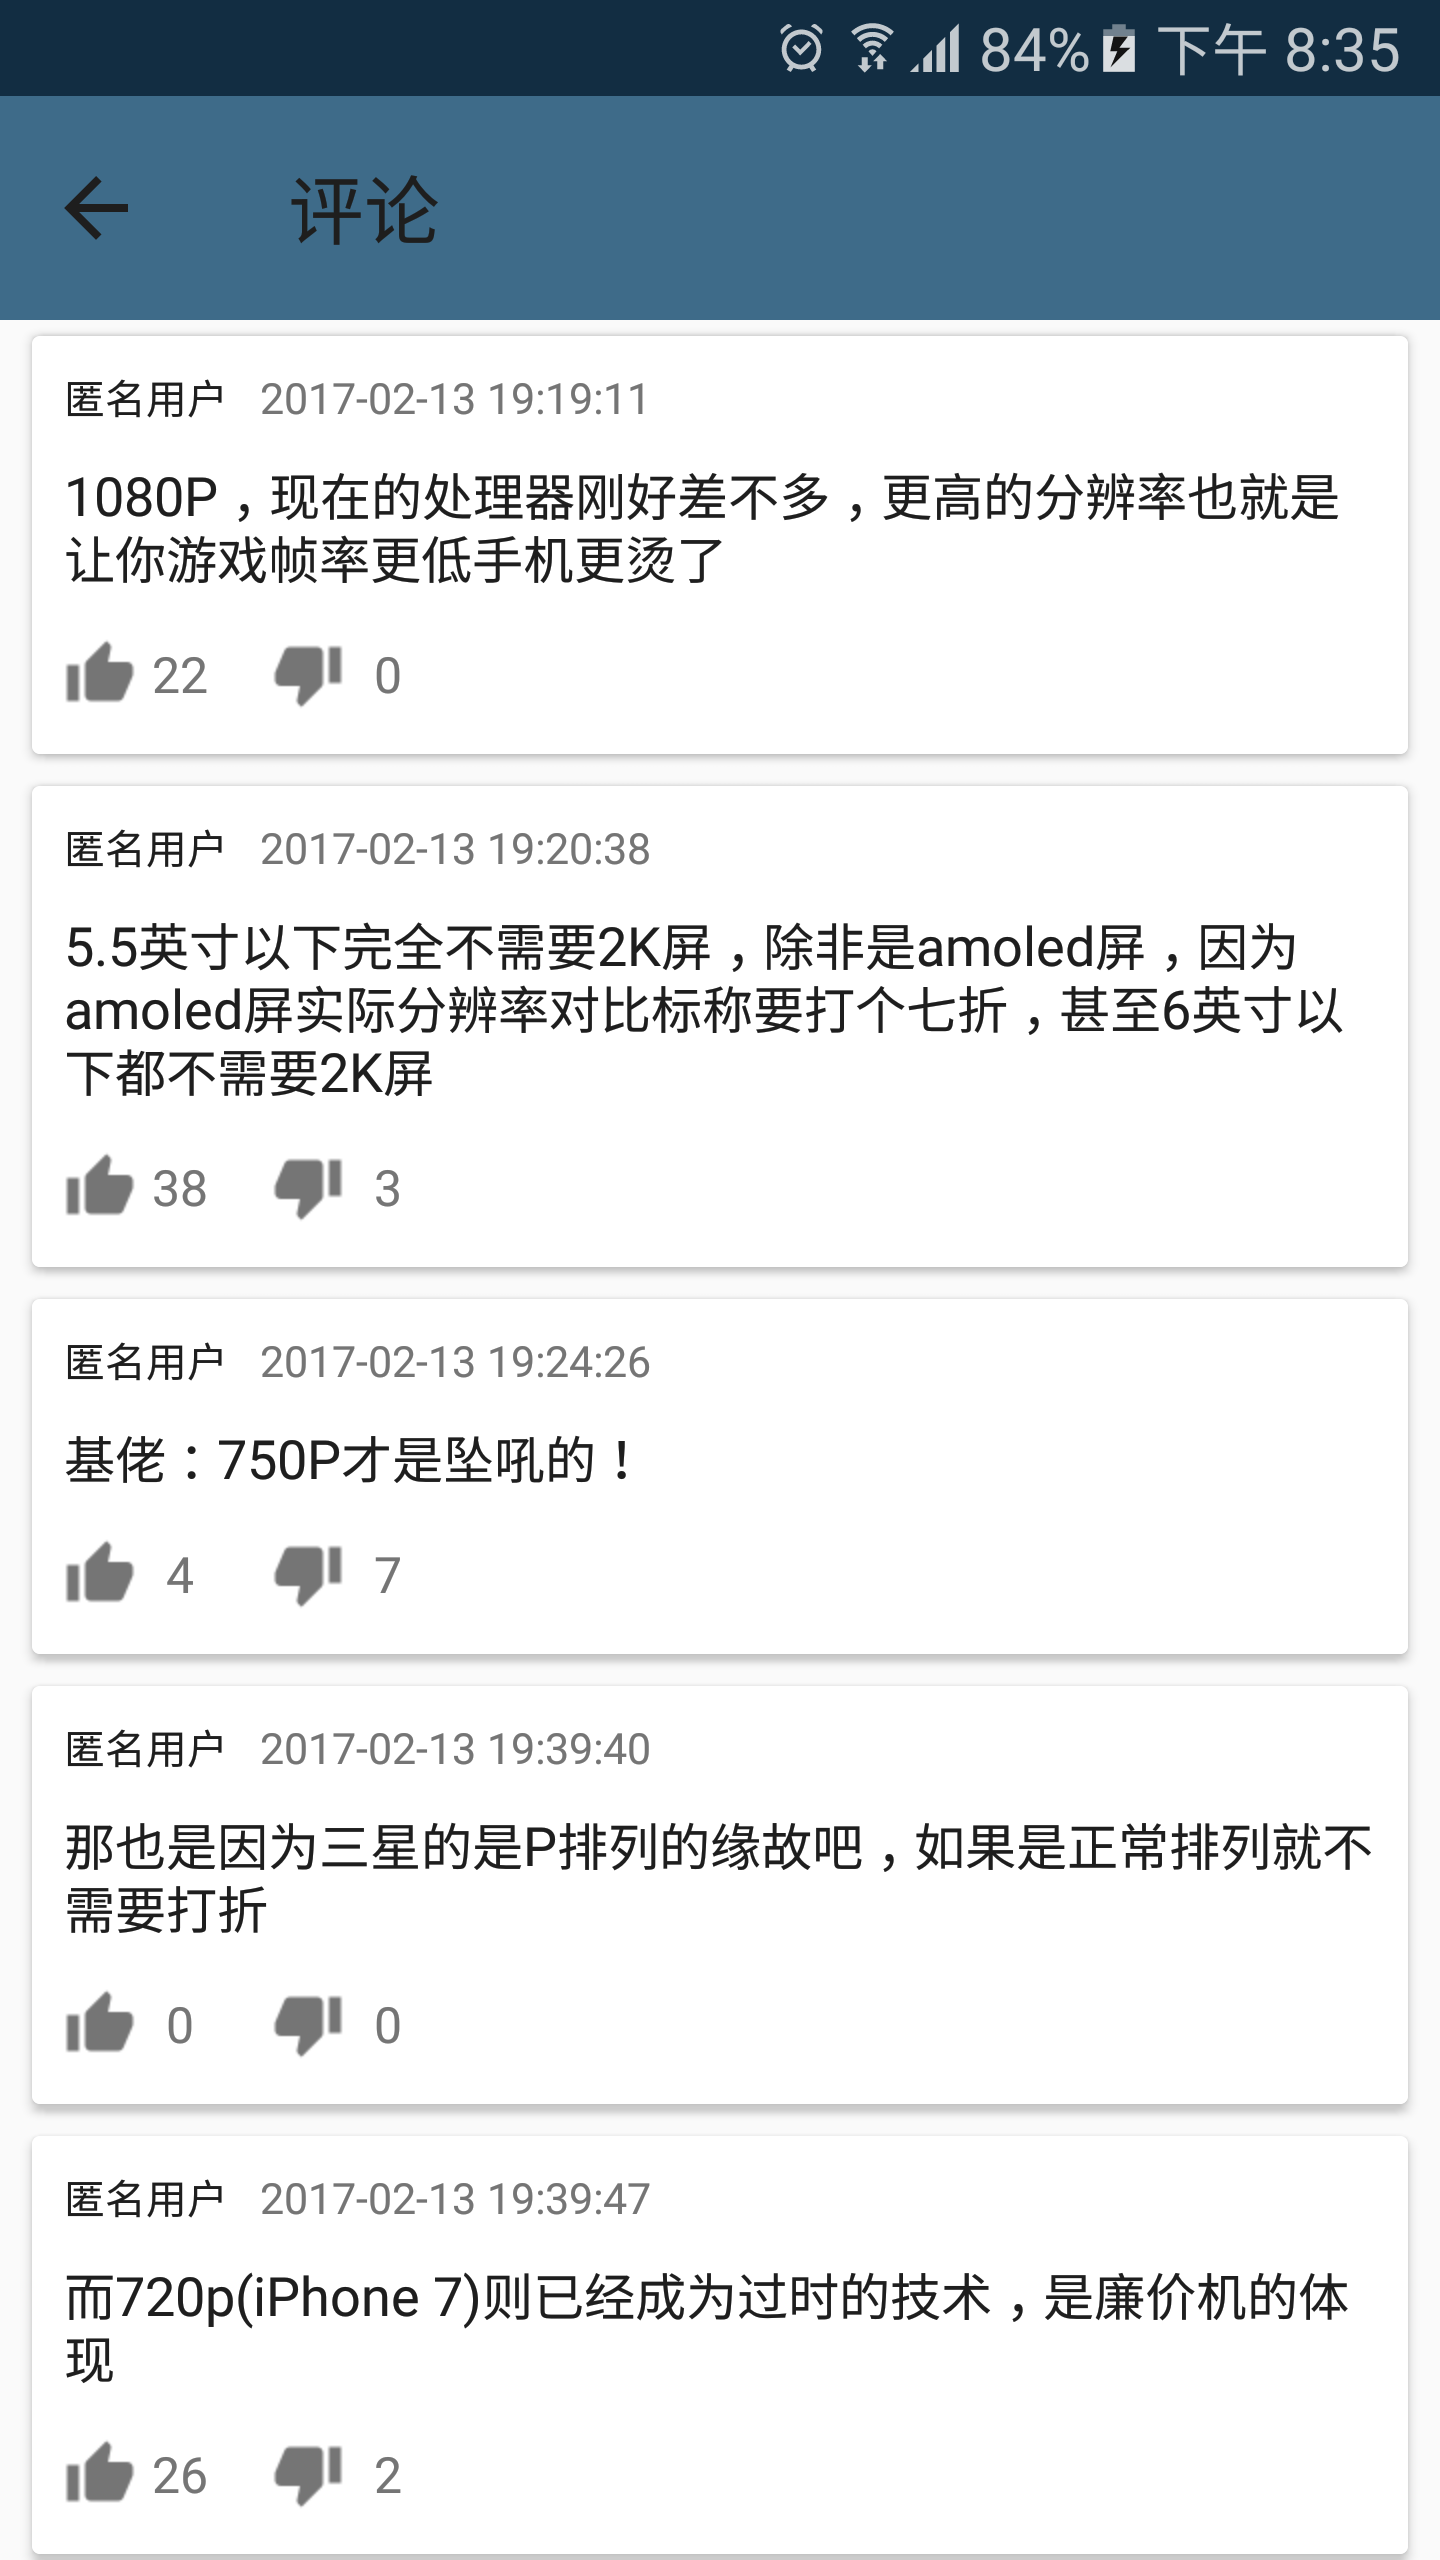 84% 下午 8:35
评论
匿名用户 2017-02-13 19:19:11
1080P，现在的处理器刚好差不多，更高的分辨率也就是
让你游戏帧率更低手机更烫了
22 0
匿名用户 2017-02-13 19:20:38
5.5英寸以下完全不需要2K屏，除非是amoled屏，因为
amoled屏实际分辨率对比标称要打个七折，甚至6英寸以
下都不需要2K屏
38 3
匿名用户 2017-02-13 19:24:26
基佬：750P才是坠吼的！
4 7
匿名用户 2017-02-13 19:39:40
那也是因为三星的是P排列的缘故吧，如果是正常排列就不
需要打折
0 0
匿名用户 2017-02-13 19:39:47
而720p(iPhone 7)则已经成为过时的技术，是廉价机的体
现
26 2